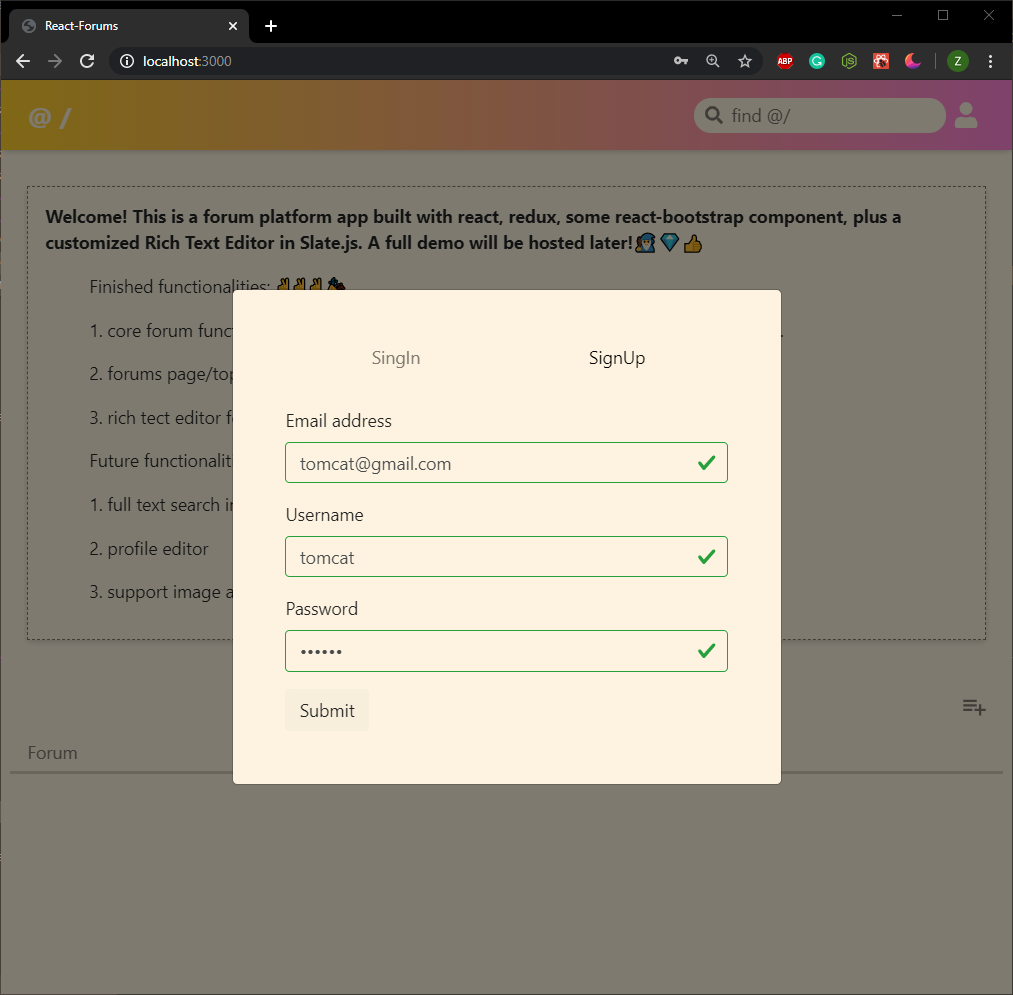 React-Forums
localhost:3000
ABP
JS
Z
@ /
find @/
Welcome! This is a forum platform app built with react, redux, some react-bootstrap component, plus a
customized Rich Text Editor in Slate.js. A full demo will be hosted later!🧙💎👍
Finished functionalities: ✌✌✌
1. core forum func
2. forums page/top
3. rich tect editor f
Future functionaliti
1. full text search in
2. profile editor
3. support image a
SingIn SignUp
Email address
tomcat@gmail.com
Username
tomcat
Password
••••••
Submit
Forum